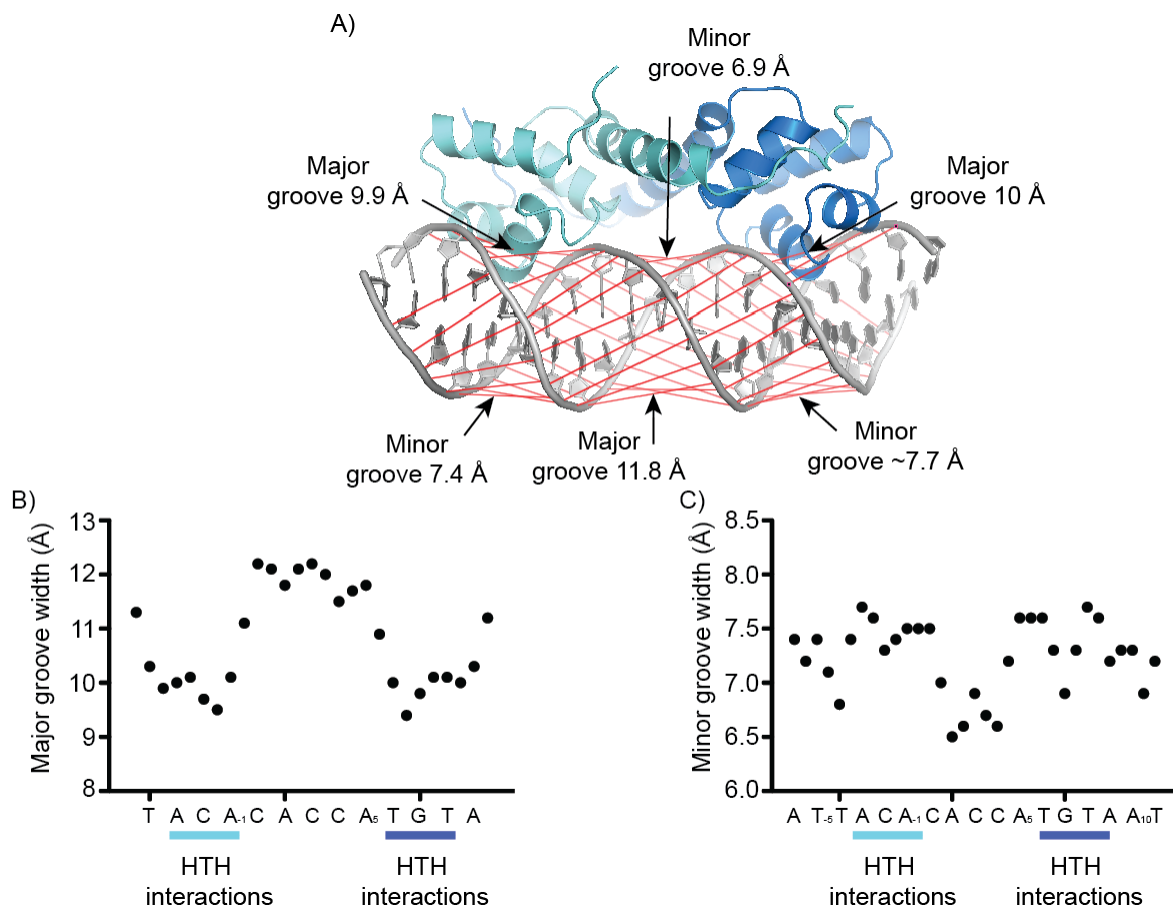 A)
Minor
groove 6.9 Å
Major
groove 9.9 Å
Major
groove 10 Å
Minor
groove 7.4 Å
Major
groove 11.8 Å
Minor
groove ~7.7 Å
B)
Major groove width (Å)
13
12
11
10
9
8
T A C A-1 C A C C A5 T G T A
HTH
interactions
HTH
interactions
C)
Minor groove width (Å)
8.5
8.0
7.5
7.0
6.5
6.0
A T-5 T A C A-1 C A C C A5 T G T A A10 T
HTH
interactions
HTH
interactions